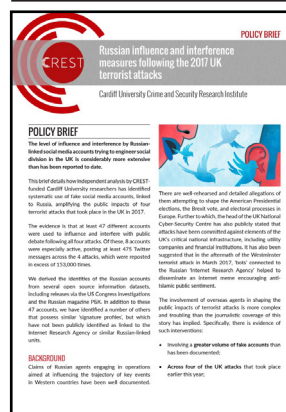 POLICY BRIEF
CREST
Russian influence and interference
measures following the 2017 UK
terrorist attacks
Cardiff University Crime and Security Research Institute
POLICY BRIEF
The level of influence and interference by Russian-
linked social media accounts trying to engineer social
division in the UK is considerably more extensive
than has been reported to date.
This brief details how independent analysis by CREST-
funded Cardiff University researchers has identified
systematic use of fake social media accounts, linked
to Russia, amplifying the public impacts of four
terrorist attacks that took place in the UK in 2017.
The evidence is that at least 47 different accounts
were used to influence and interfere with public
debate following all four attacks. Of these, 8 accounts
were especially active, posting at least 475 Twitter
messages across the 4 attacks, which were reposted
in excess of 153,000 times.
We derived the identities of the Russian accounts
from several open source information datasets,
including releases via the US Congress investigations
and the Russian magazine РБК. In addition to these
47 accounts, we have identified a number of others
that possess similar 'signature profiles', but which
have not been publicly identified as linked to the
Internet Research Agency or similar Russian-linked
units.
BACKGROUND
Claims of Russian agents engaging in operations
aimed at influencing the trajectory of key events
in Western countries have been well documented.
There are well-rehearsed and detailed allegations of
them attempting to shape the American Presidential
elections, the Brexit vote, and electoral processes in
Europe. Further to which, the head of the UK National
Cyber-Security Centre has also publicly stated that
attacks have been committed against elements of the
UK's critical national infrastructure, including utility
companies and financial institutions. It has also been
suggested that in the aftermath of the Westminster
terrorist attack in March 2017, 'bots' connected to
the Russian 'Internet Research Agency' helped to
disseminate an internet meme encouraging anti-
Islamic public sentiment.
The involvement of overseas agents in shaping the
public impacts of terrorist attacks is more complex
and troubling than the journalistic coverage of this
story has implied. Specifically, there is evidence of
such interventions:
• Involving a greater volume of fake accounts than
has been documented;
• Across four of the UK attacks that took place
earlier this year;